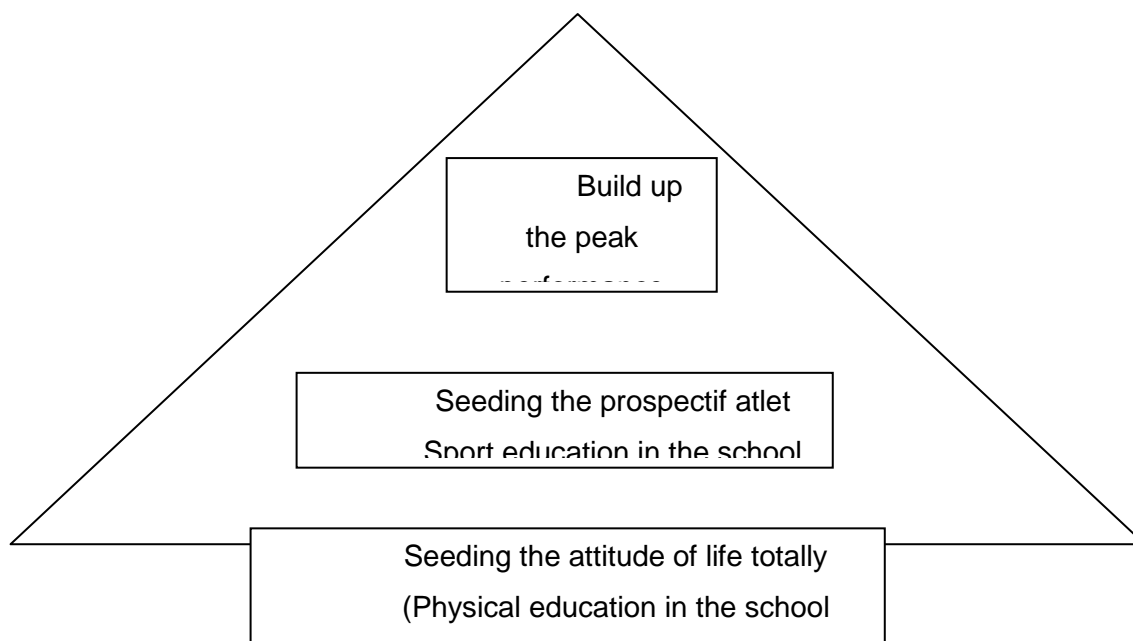 Build up
the peak
performance
Seeding the prospectif atlet
Sport education in the school
Seeding the attitude of life totally
(Physical education in the school